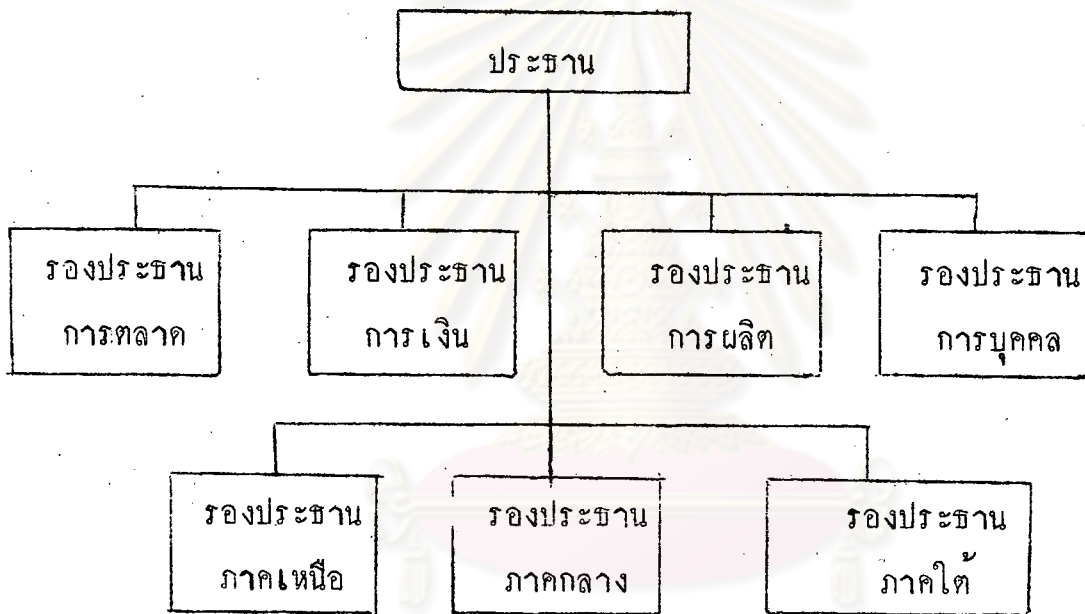 ประธาน
รองประธาน
การตลาด
รองประธาน
การเงิน
รองประธาน
การผลิต
รองประธาน
การบุคคล
รองประธาน
ภาคเหนือ
รองประธาน
ภาคกลาง
รองประธาน
ภาคใต้